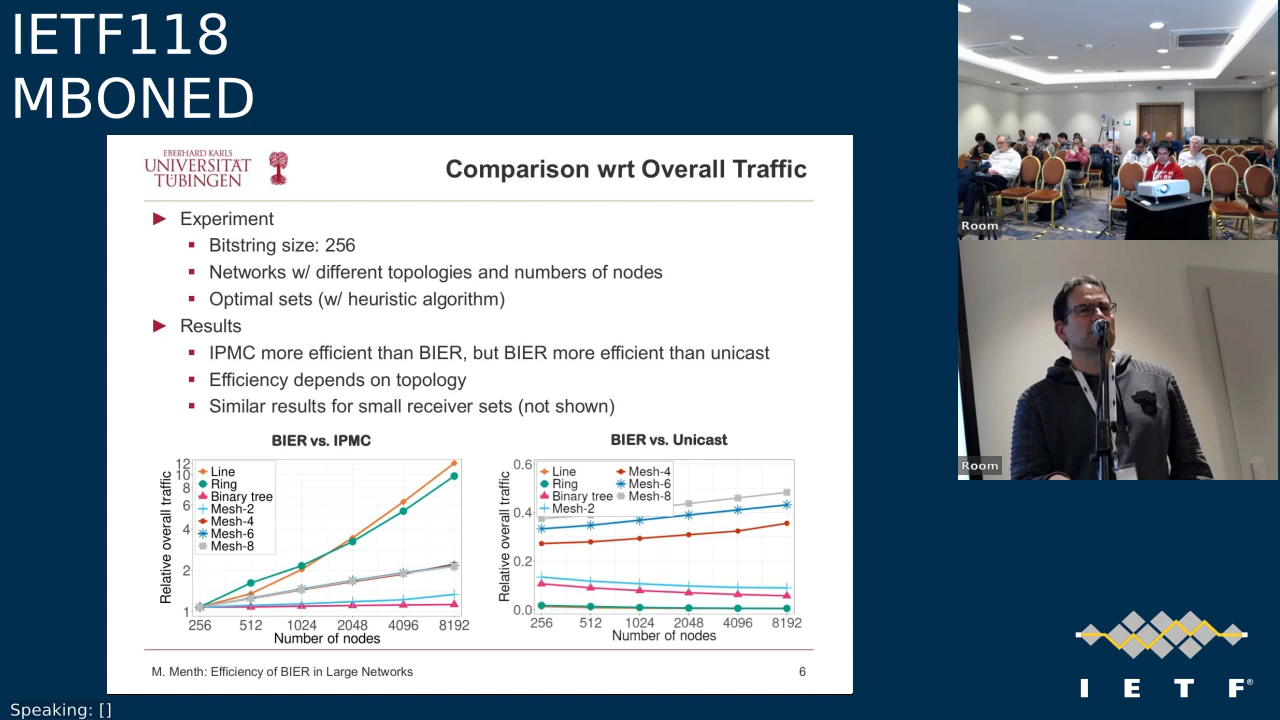 IETF118
MBONED
EBERHARD KARLS
UNIVERSITÄT
TÜBINGEN
Comparison wrt Overall Traffic
Experiment
Bitstring size: 256
Networks w/ different topologies and numbers of nodes
Optimal sets (w/ heuristic algorithm)
Results
IPMC more efficient than BIER, but BIER more efficient than unicast
Efficiency depends on topology
Similar results for small receiver sets (not shown)
BIER vs. IPMC
Relative overall traffic
12
10
8
6
4
2
1
Line
Ring
Binary tree
Mesh-2
Mesh-4
Mesh-6
Mesh-8
256 512 1024 2048 4096 8192
Number of nodes
BIER vs. Unicast
Relative overall traffic
0.6
0.4
0.2
0.0
Line Mesh-4
Ring Mesh-6
Binary tree Mesh-8
Mesh-2
256 512 1024 2048 4096 8192
Number of nodes
M. Menth: Efficiency of BIER in Large Networks 6
Room
Room
IETF®
Speaking: []